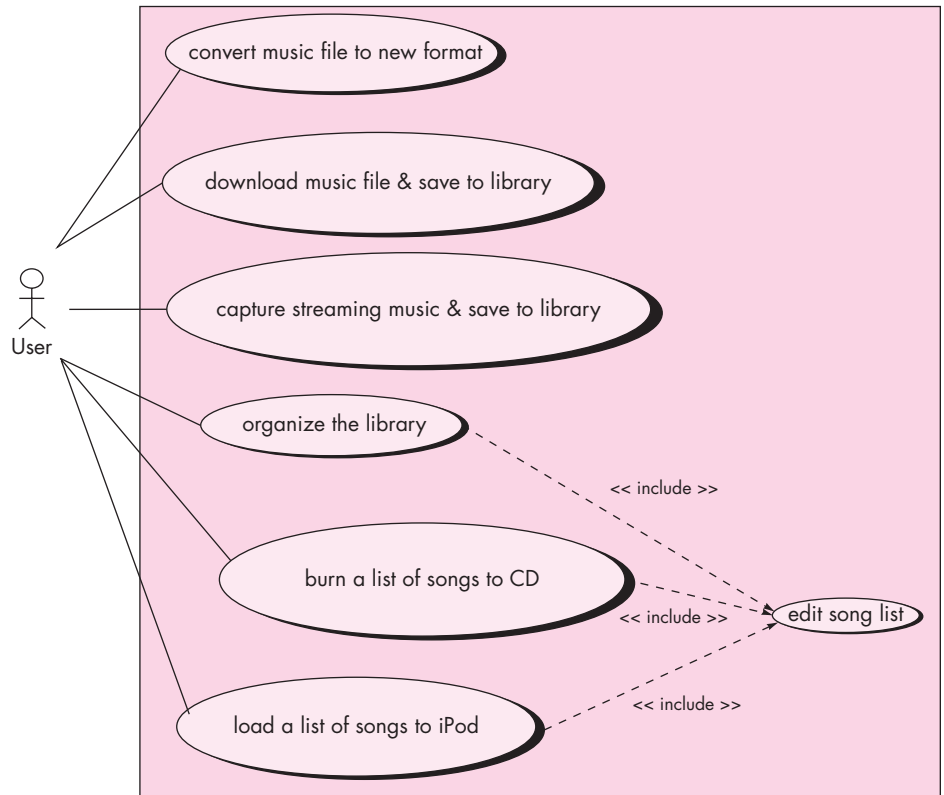 convert music file to new format
download music file & save to library
capture streaming music & save to library
User
organize the library
<< include >>
burn a list of songs to CD
<< include >>
edit song list
<< include >>
load a list of songs to iPod